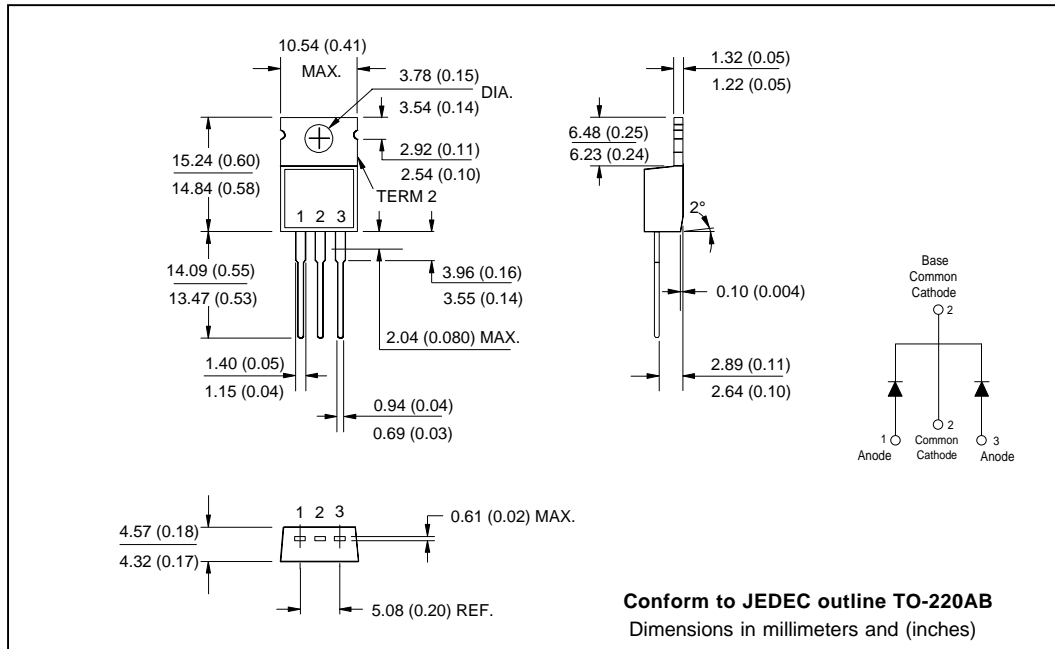 10.54 (0.41)
MAX.
3.78 (0.15)
3.54 (0.14)
DIA.
2.92 (0.11)
2.54 (0.10)
TERM 2
15.24 (0.60)
14.84 (0.58)
1 2 3
14.09 (0.55)
13.47 (0.53)
3.96 (0.16)
3.55 (0.14)
2.04 (0.080) MAX.
1.40 (0.05)
1.15 (0.04)
0.94 (0.04)
0.69 (0.03)
1.32 (0.05)
1.22 (0.05)
6.48 (0.25)
6.23 (0.24)
2°
0.10 (0.004)
2.89 (0.11)
2.64 (0.10)
Base
Common
Cathode
2
2
1
Anode
Common
Cathode
3
Anode
1 2 3
4.57 (0.18)
4.32 (0.17)
0.61 (0.02) MAX.
5.08 (0.20) REF.
Conform to JEDEC outline TO-220AB
Dimensions in millimeters and (inches)